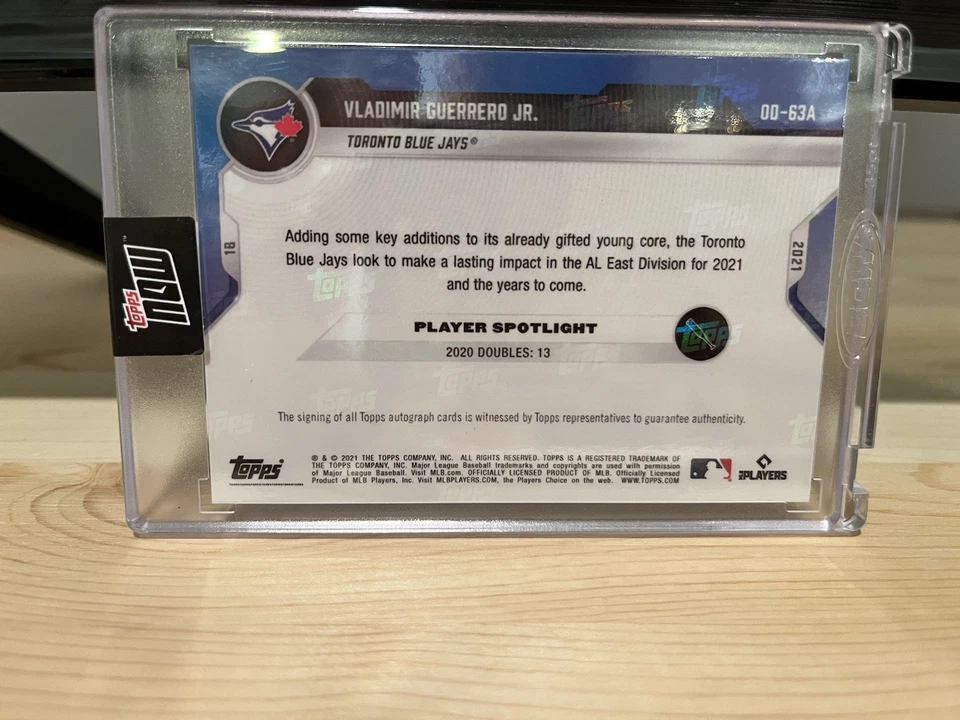 VLADIMIR GUERRERO JR.
OD-63A
TORONTO BLUE JAYS®
1B
2021
Adding some key additions to its already gifted young core, the Toronto
Blue Jays look to make a lasting impact in the AL East Division for 2021
and the years to come.
PLAYER SPOTLIGHT
2020 DOUBLES: 13
The signing of all Topps autograph cards is witnessed by Topps representatives to guarantee authenticity.
topps
® & © 2021 THE TOPPS COMPANY, INC. ALL RIGHTS RESERVED. TOPPS IS A REGISTERED TRADEMARK OF
THE TOPPS COMPANY, INC. Major League Baseball trademarks and copyrights are used with permission
of Major League Baseball. Visit MLB.com. OFFICIALLY LICENSED PRODUCT OF MLB. Officially Licensed
Product of MLB Players, Inc. Visit MLBPLAYERS.com, the Players Choice on the web. WWW.TOPPS.COM
PLAYERS
topps
now